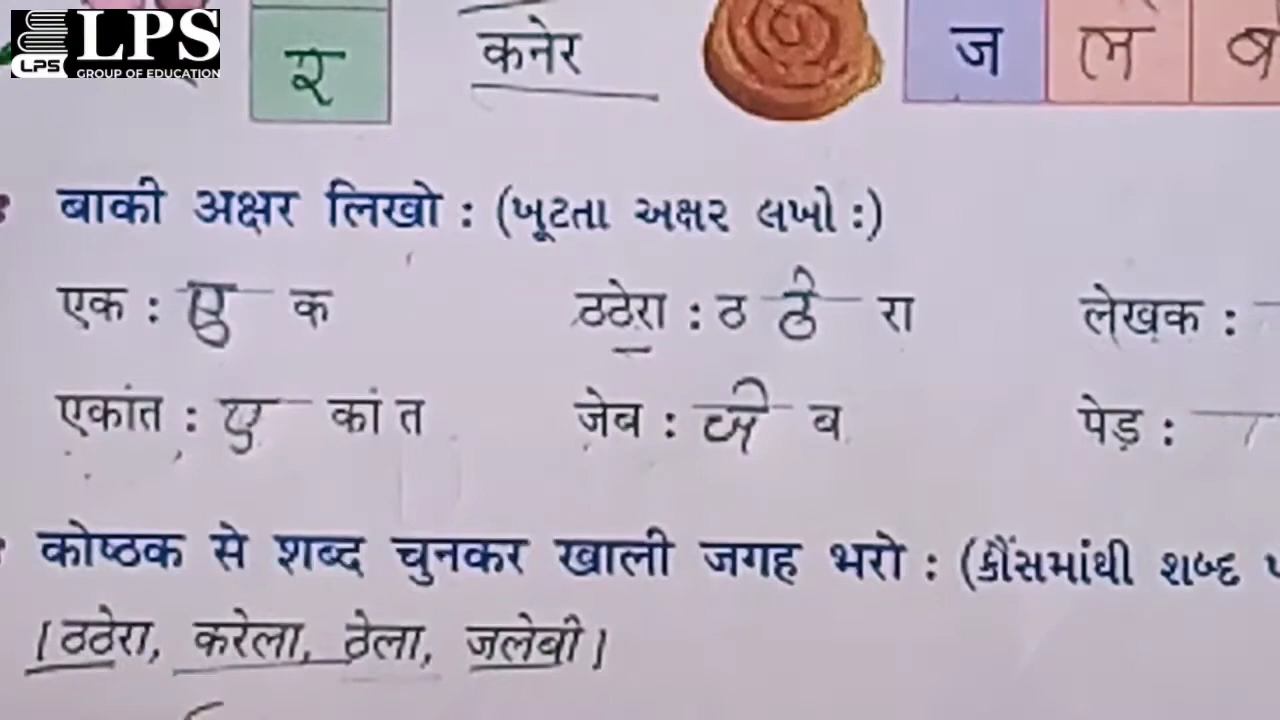 LPS
LPS
GROUP OF EDUCATION
र कनेर ज ल ब
बाकी अक्षर लिखो : (ખૂટતા અક્ષર લખો :)
एक : ए क ठठेरा : ठ ठे रा लेखक :
एकांत : ए कां त जेब : जे ब पेड़ :
कोष्ठक से शब्द चुनकर खाली जगह भरो : (કૌંસમાંથી શબ્દ
(ठठेरा, करेला, ठेला, जलेबी)